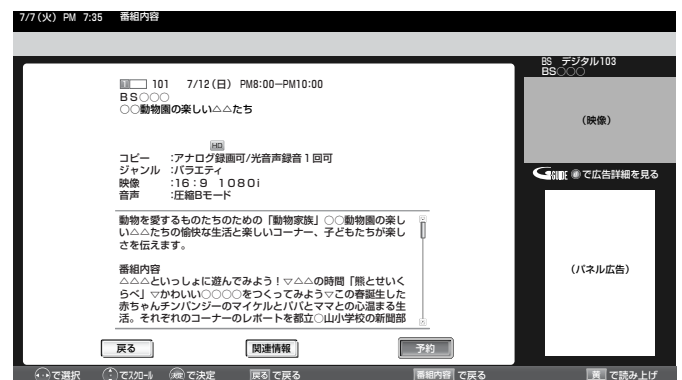 7/7(火) PM 7:35 番組内容
BS デジタル103
BS○○○
101 7/12(日) PM8:00-PM10:00
BS○○○
○○動物園の楽しい△△たち
HD
コピー :アナログ録画可/光音声録音1回可
ジャンル :バラエティ
映像 :16:9 1080i
音声 :圧縮Bモード
動物を愛するものたちのための「動物家族」○○動物園の楽し
い△△たちの愉快な生活と楽しいコーナー、子どもたちが楽し
さを伝えます。
番組内容
△△△といっしょに遊んでみよう!▽△△の時間「熊とせいく
らべ」▽かわいい○○○○をつくってみよう▽この春誕生した
赤ちゃんチンパンジーのマイケルとパパとママとの心温まる生
活。それぞれのコーナーのレポートを都立○山小学校の新聞部
戻る 関連情報 予約
(映像)
GGUIDE で広告詳細を見る
(パネル広告)
で選択 でスクロール 決定 で決定 戻る で戻る 番組内容 で戻る 黄 で読み上げ